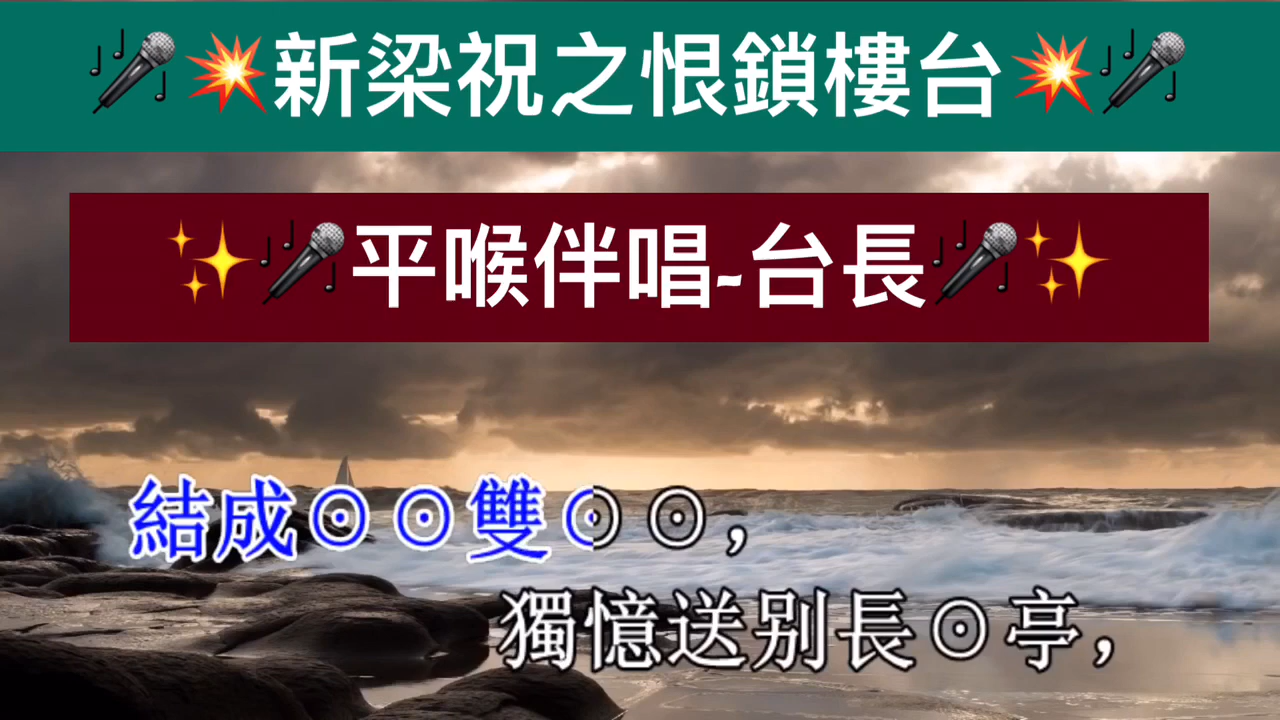 新梁祝之恨鎖樓台
平喉伴唱~台長
結成⊙⊙雙⊙⊙，
獨憶送别長⊙亭，